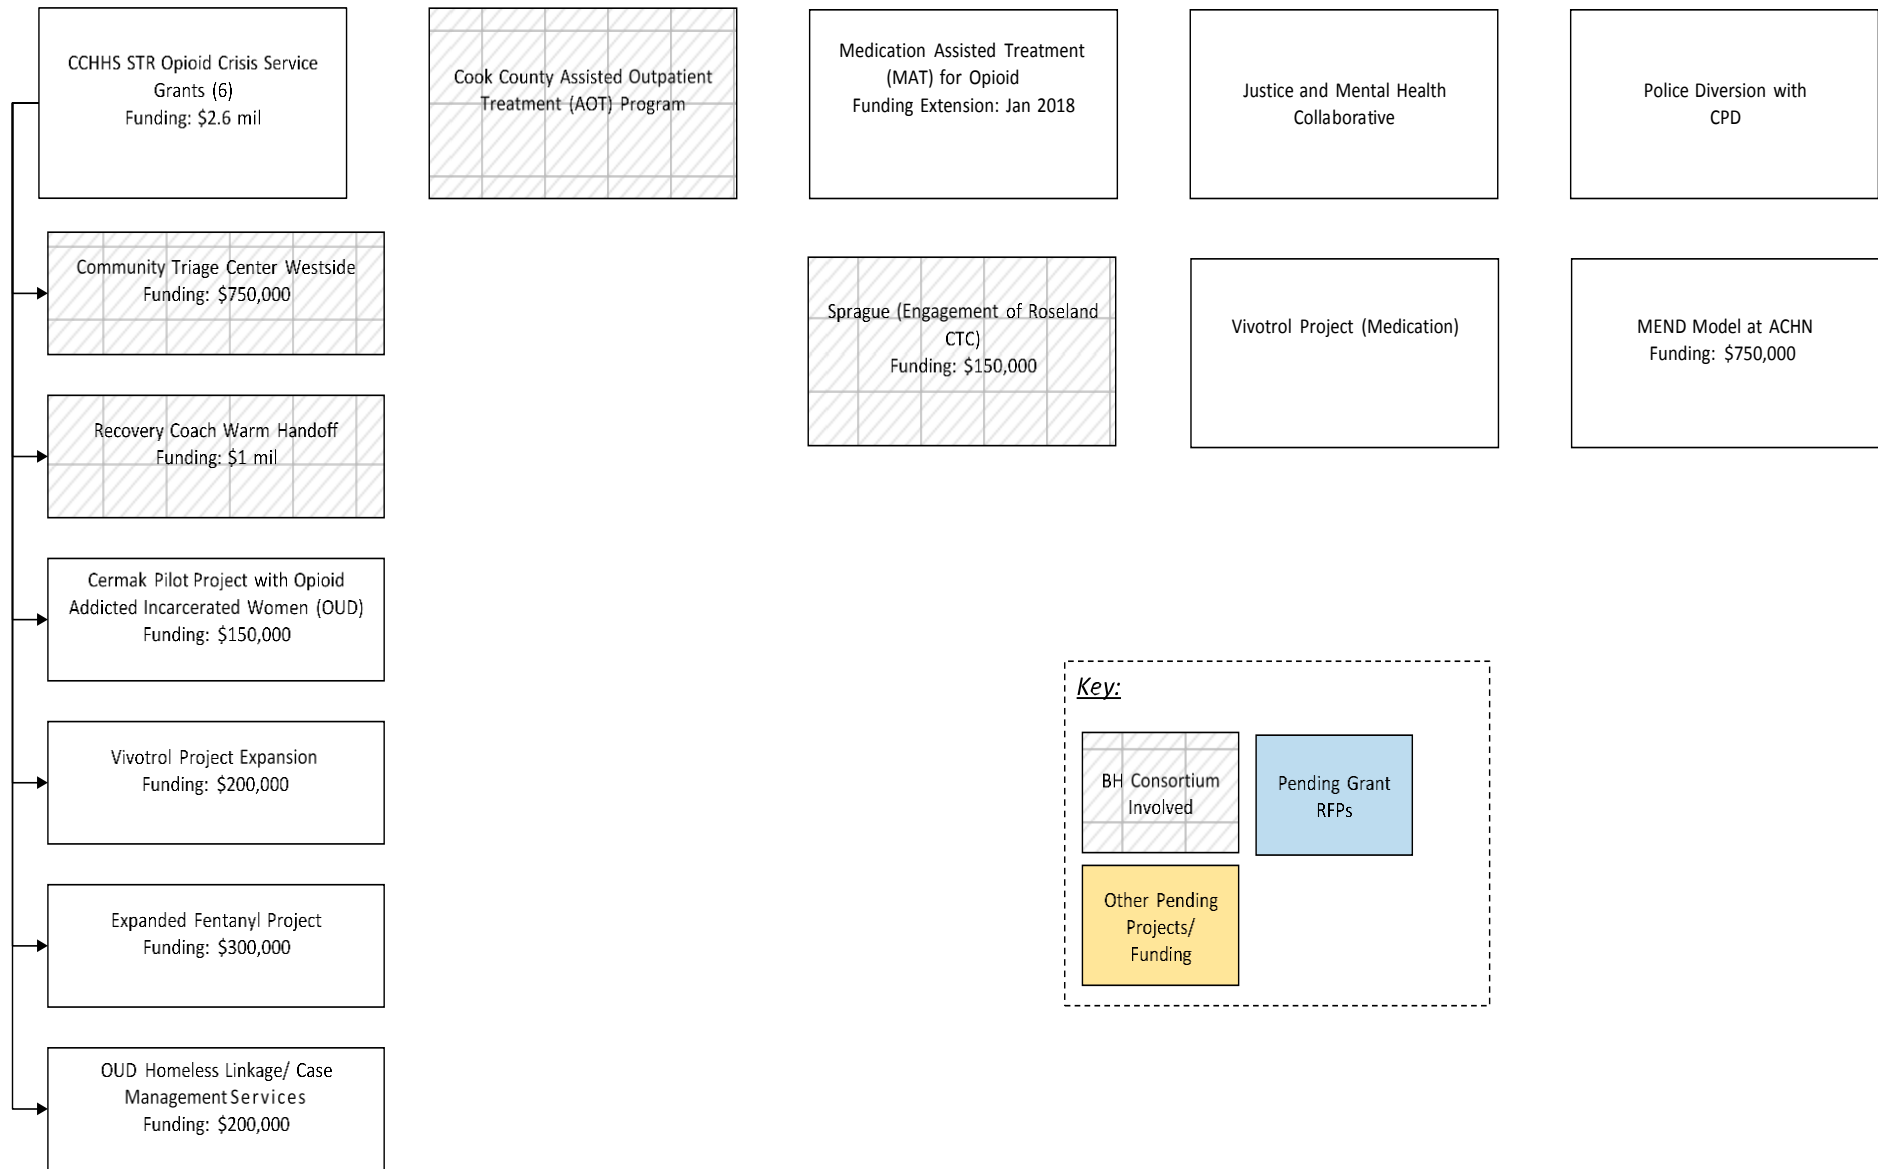 CCHHS STR Opioid Crisis Service
Grants (6)
Funding: $2.6 mil
Cook County Assisted Outpatient
Treatment (AOT) Program
Medication Assisted Treatment
(MAT) for Opioid
Funding Extension: Jan 2018
Justice and Mental Health
Collaborative
Police Diversion with
CPD
Community Triage Center Westside
Funding: $750,000
Sprague (Engagement of Roseland
CTC)
Funding: $150,000
Vivotrol Project (Medication)
MEND Model at ACHN
Funding: $750,000
Recovery Coach Warm Handoff
Funding: $1 mil
Cermak Pilot Project with Opioid
Addicted Incarcerated Women (OUD)
Funding: $150,000
Vivotrol Project Expansion
Funding: $200,000
Expanded Fentanyl Project
Funding: $300,000
OUD Homeless Linkage/ Case
Management Services
Funding: $200,000
Key:
BH Consortium
Involved
Pending Grant
RFPs
Other Pending
Projects/
Funding